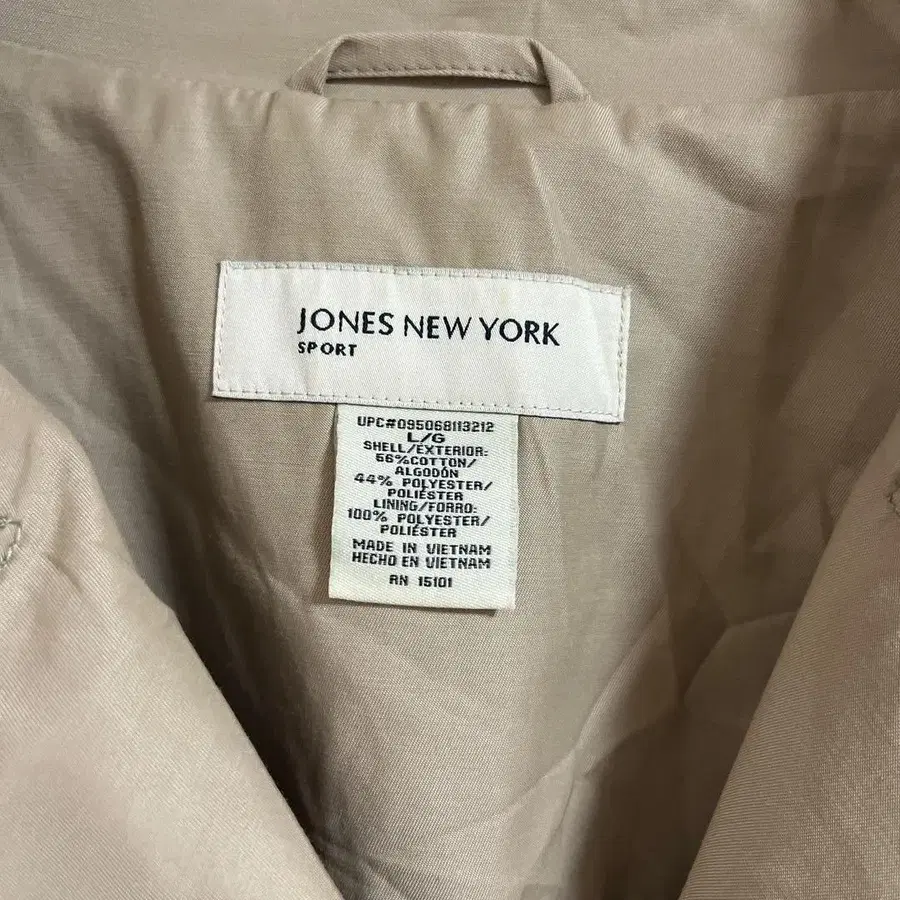 JONES NEW YORK
SPORT
UPC#095068113212
L/G
SHELL/EXTERIOR:
56%COTTON/
ALGODÓN
44% POLYESTER/
POLIÉSTER
LINING/FORRO:
100% POLYESTER/
POLIÉSTER
MADE IN VIETNAM
HECHO EN VIETNAM
RN 15101